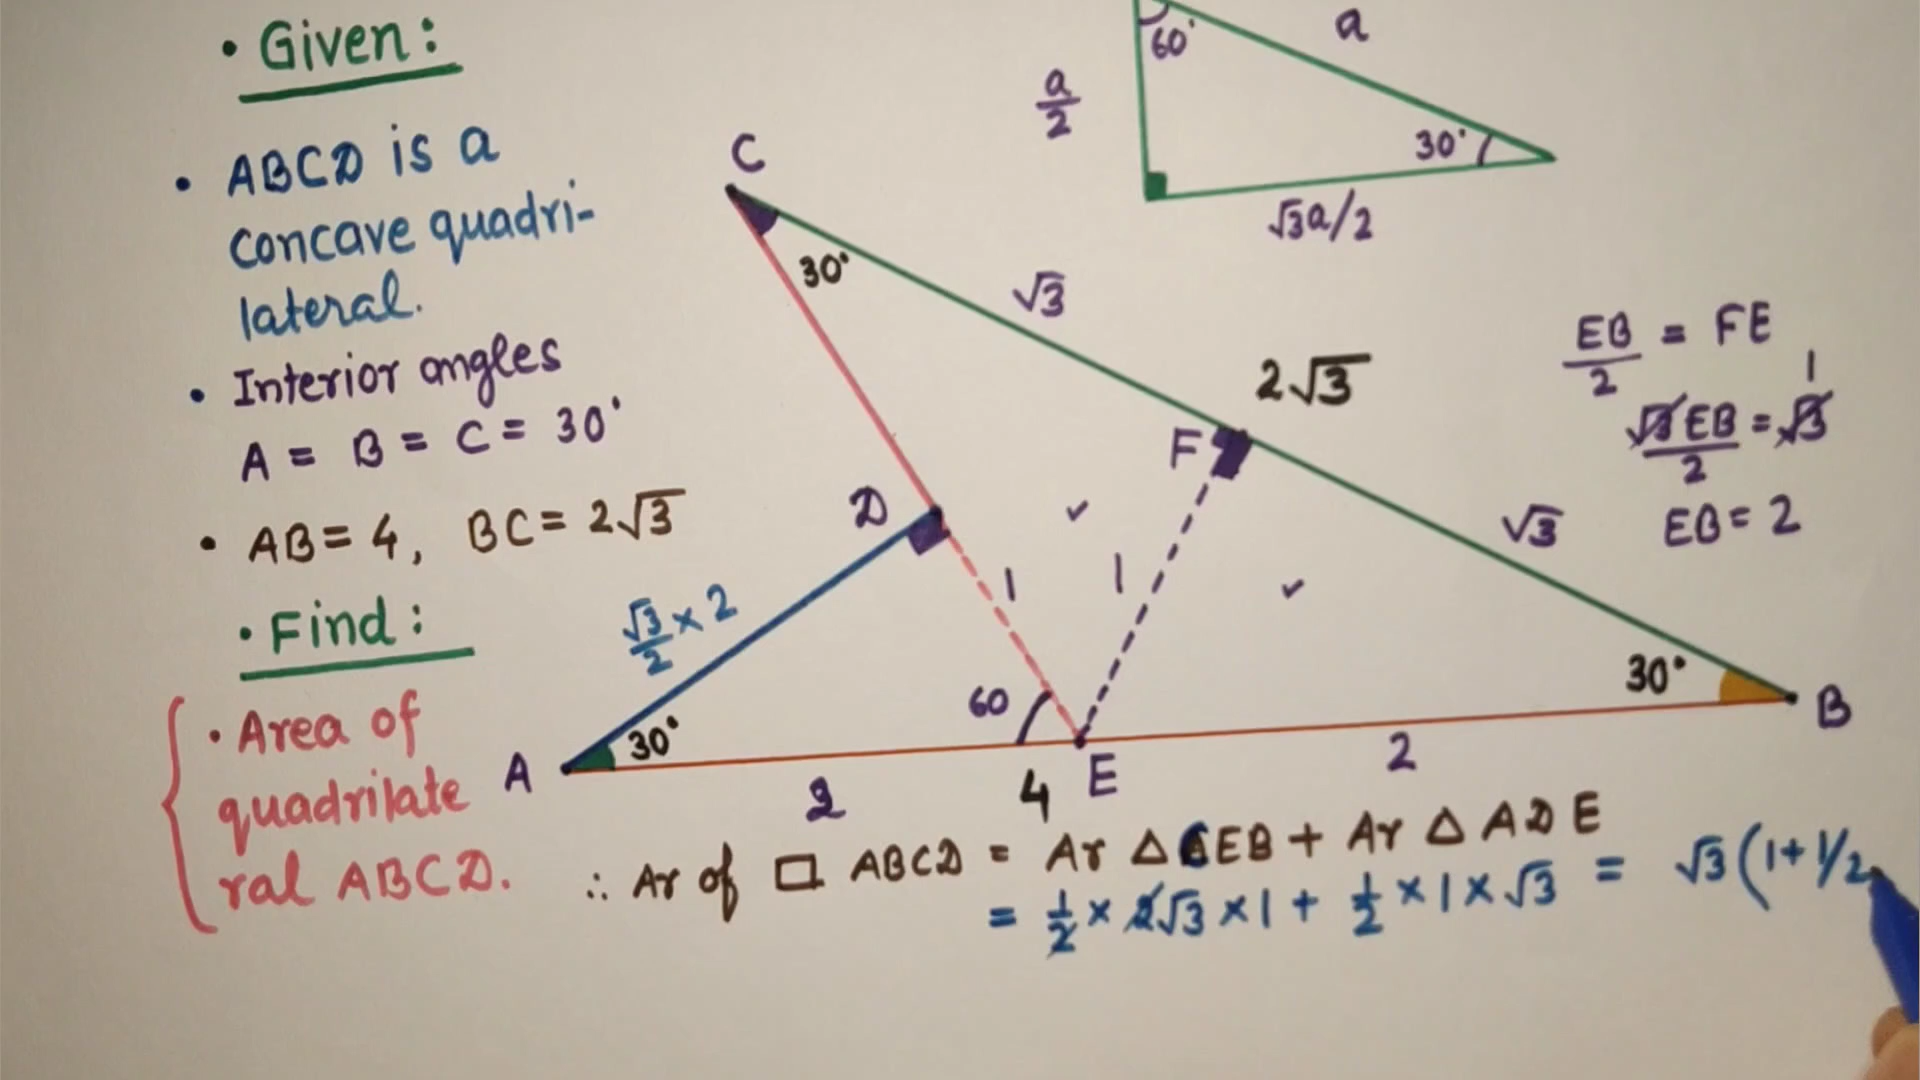 • Given:
• ABCD is a
concave quadri-
lateral.
• Interior angles
A = B = C = 30°
• AB = 4, BC = 2√3
• Find:
• Area of
quadrilate
ral ABCD.
60°
a
a/2
30°
√3a/2
C
30°
√3
2√3
F
D
√3/2 × 2
1
1
√3
60
30°
30°
A
B
2
4
E
2
EB/2 = FE
1
√3EB/2 = √3
EB = 2
∴ Ar of □ ABCD = Ar △ CEB + Ar △ ADE
= 1/2 × 2√3 × 1 + 1/2 × 1 × √3 = √3(1+1/2